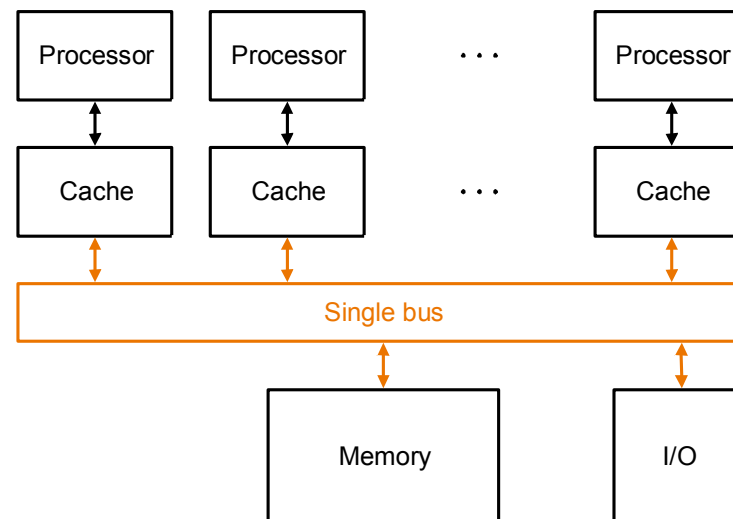 Processor Processor . . . Processor
Cache Cache . . . Cache
Single bus
Memory I/O